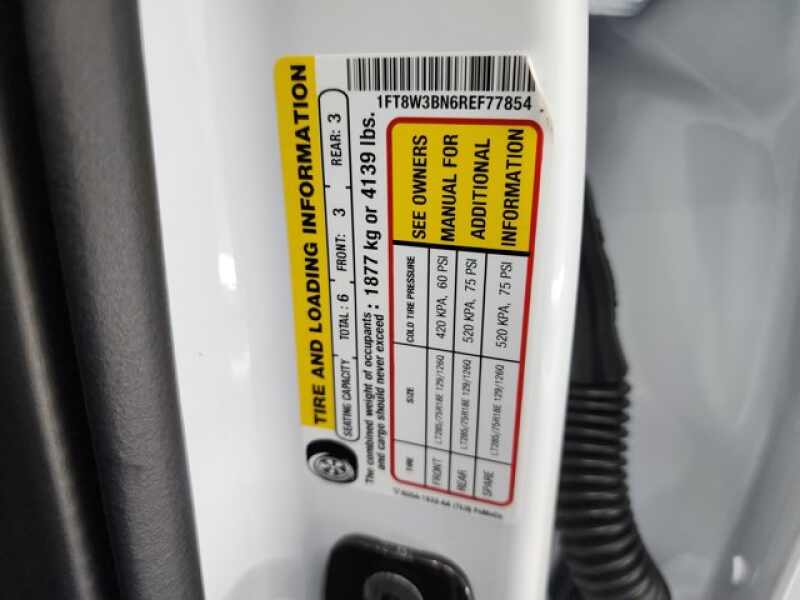 1FT8W3BN6REF77854
TIRE AND LOADING INFORMATION
SEATING CAPACITY TOTAL : 6 FRONT: 3 REAR: 3
The combined weight of occupants : 1877 kg or 4139 lbs.
and cargo should never exceed
TIRE SIZE COLD TIRE PRESSURE
FRONT LT285/75R18E 129/126Q 420 KPA, 60 PSI
REAR LT285/75R18E 129/126Q 520 KPA, 75 PSI
SPARE LT285/75R18E 129/126Q 520 KPA, 75 PSI
SEE OWNERS
MANUAL FOR
ADDITIONAL
INFORMATION